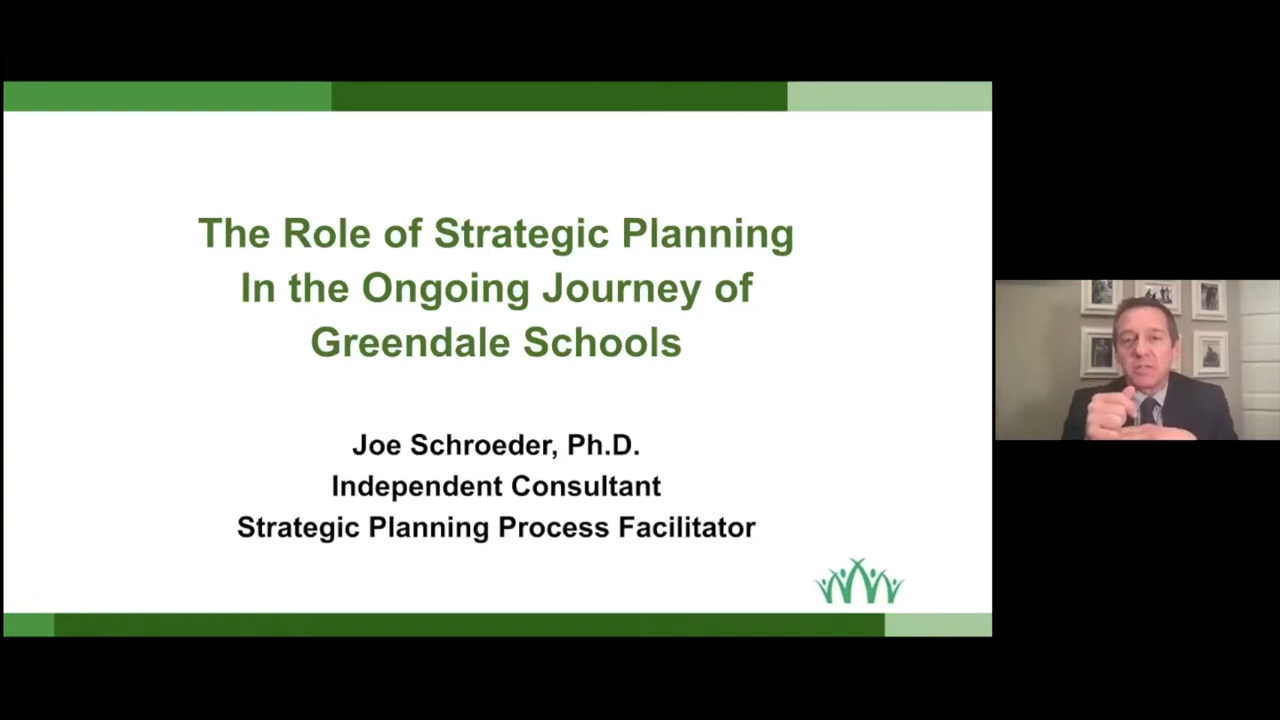 The Role of Strategic Planning
In the Ongoing Journey of
Greendale Schools
Joe Schroeder, Ph.D.
Independent Consultant
Strategic Planning Process Facilitator